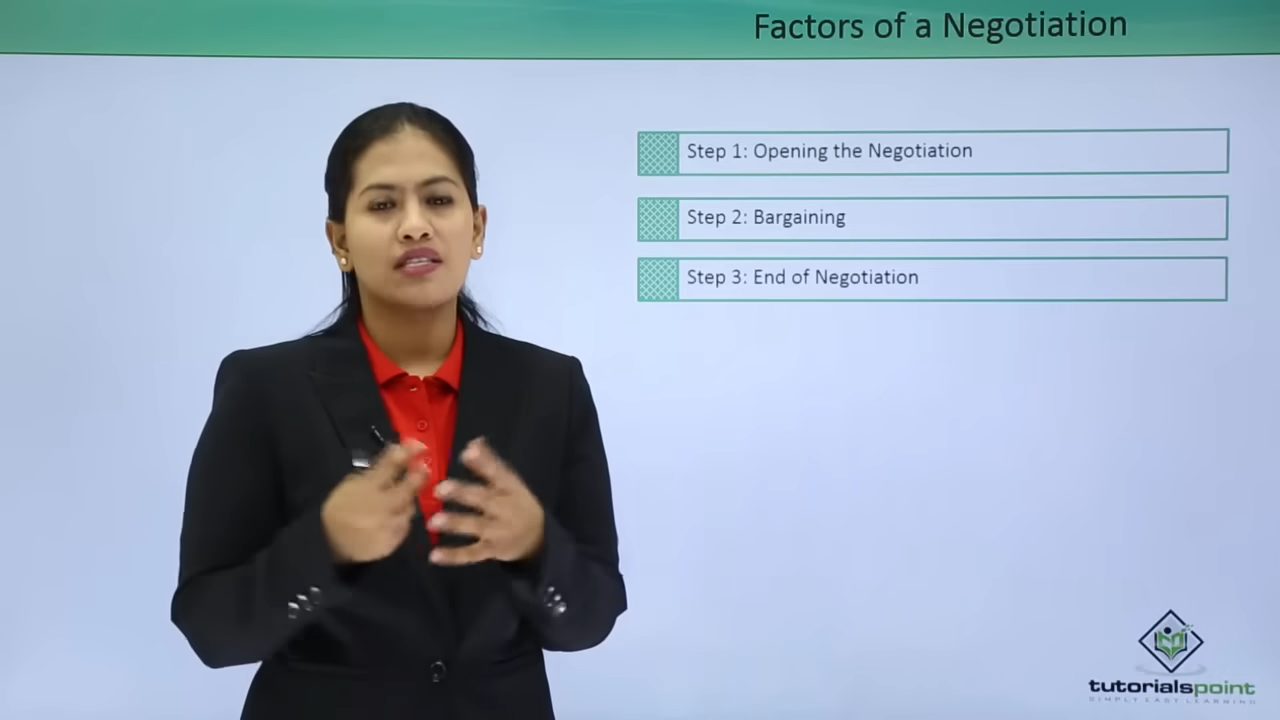 Factors of a Negotiation
Step 1: Opening the Negotiation
Step 2: Bargaining
Step 3: End of Negotiation
tutorialspoint
SIMPLY EASY LEARNING